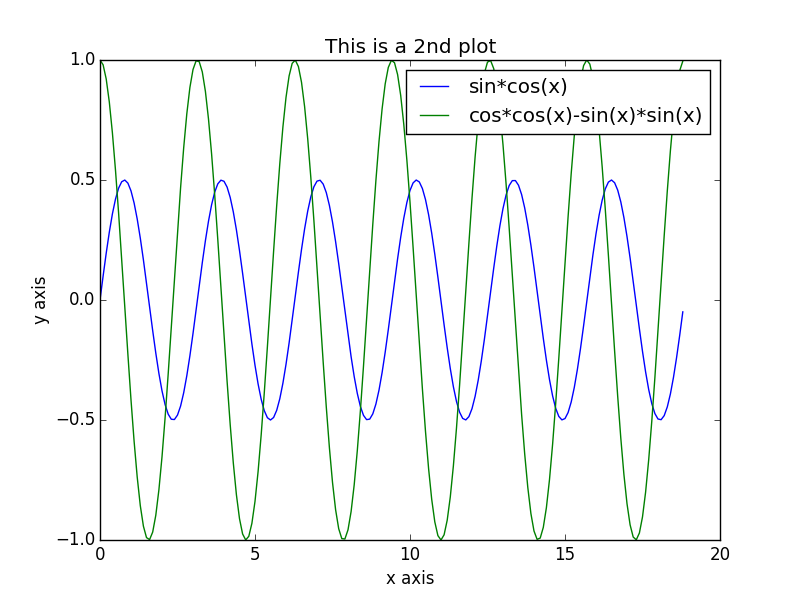 This is a 2nd plot
sin*cos(x)
cos*cos(x)-sin(x)*sin(x)
1.0
0.5
0.0
−0.5
−1.0
y axis
0 5 10 15 20
x axis